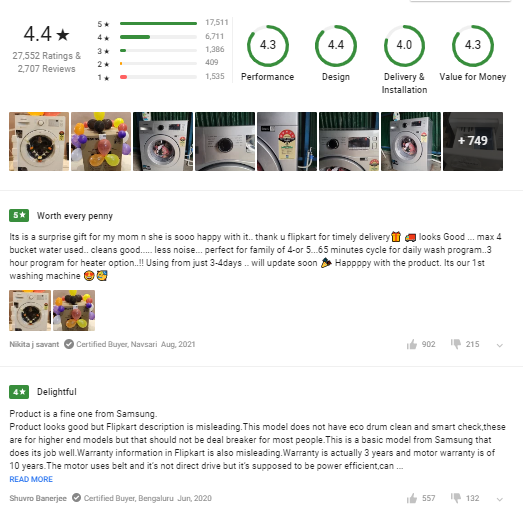 4.4 ★
27,552 Ratings &
2,707 Reviews
5 ★ 17,511
4 ★ 6,711
3 ★ 1,386
2 ★ 409
1 ★ 1,535
4.3
Performance
4.4
Design
4.0
Delivery &
Installation
4.3
Value for Money
+ 749
5 ★ Worth every penny
Its is a surprise gift for my mom n she is sooo happy with it.. thank u flipkart for timely delivery🎁 🚚 looks Good ... max 4
bucket water used.. cleans good..... less noise... perfect for family of 4-or 5...65 minutes cycle for daily wash program..3
hour program for heater option..!! Using from just 3-4days .. will update soon 🎉 Happppy with the product. Its our 1st
washing machine 🤩 🥳
Nikita j savant Certified Buyer, Navsari Aug, 2021 902 215
4 ★ Delightful
Product is a fine one from Samsung.
Product looks good but Flipkart description is misleading.This model does not have eco drum clean and smart check,these
are for higher end models but that should not be deal breaker for most people.This is a basic model from Samsung that
does its job well.Warranty information in Flipkart is also misleading.Warranty is actually 3 years and motor warranty is of
10 years.The motor uses belt and it's not direct drive but it's supposed to be power efficient,can ...
READ MORE
Shuvro Banerjee Certified Buyer, Bengaluru Jun, 2020 557 132